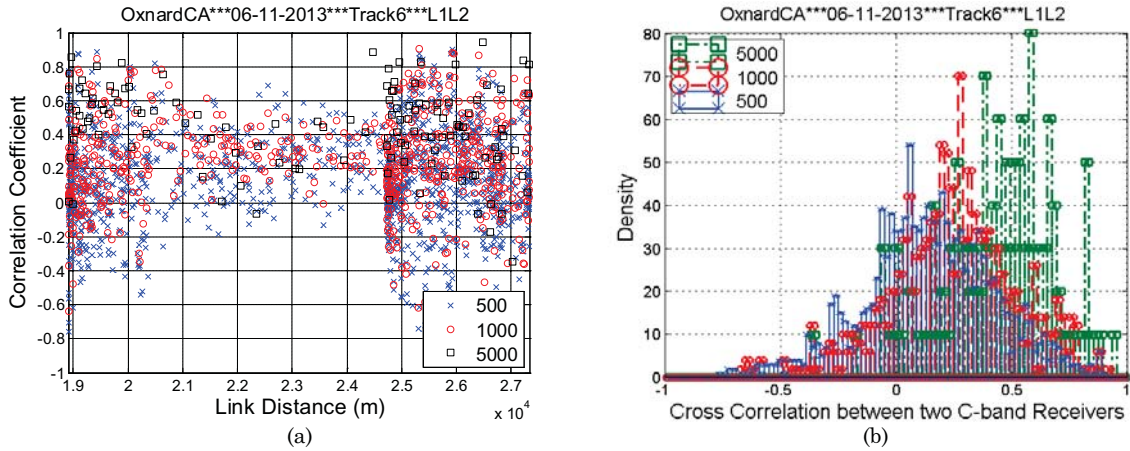 OxnardCA***06-11-2013***Track6***L1L2
Correlation Coefficient
1
0.8
0.6
0.4
0.2
0
-0.2
-0.4
-0.6
-0.8
-1
500
1000
5000
1.9 2 2.1 2.2 2.3 2.4 2.5 2.6 2.7
Link Distance (m)
x 10^4
(a)
OxnardCA***06-11-2013***Track6***L1L2
Density
80
70
60
50
40
30
20
10
0
5000
1000
500
-1 -0.5 0 0.5 1
Cross Correlation between two C-band Receivers
(b)